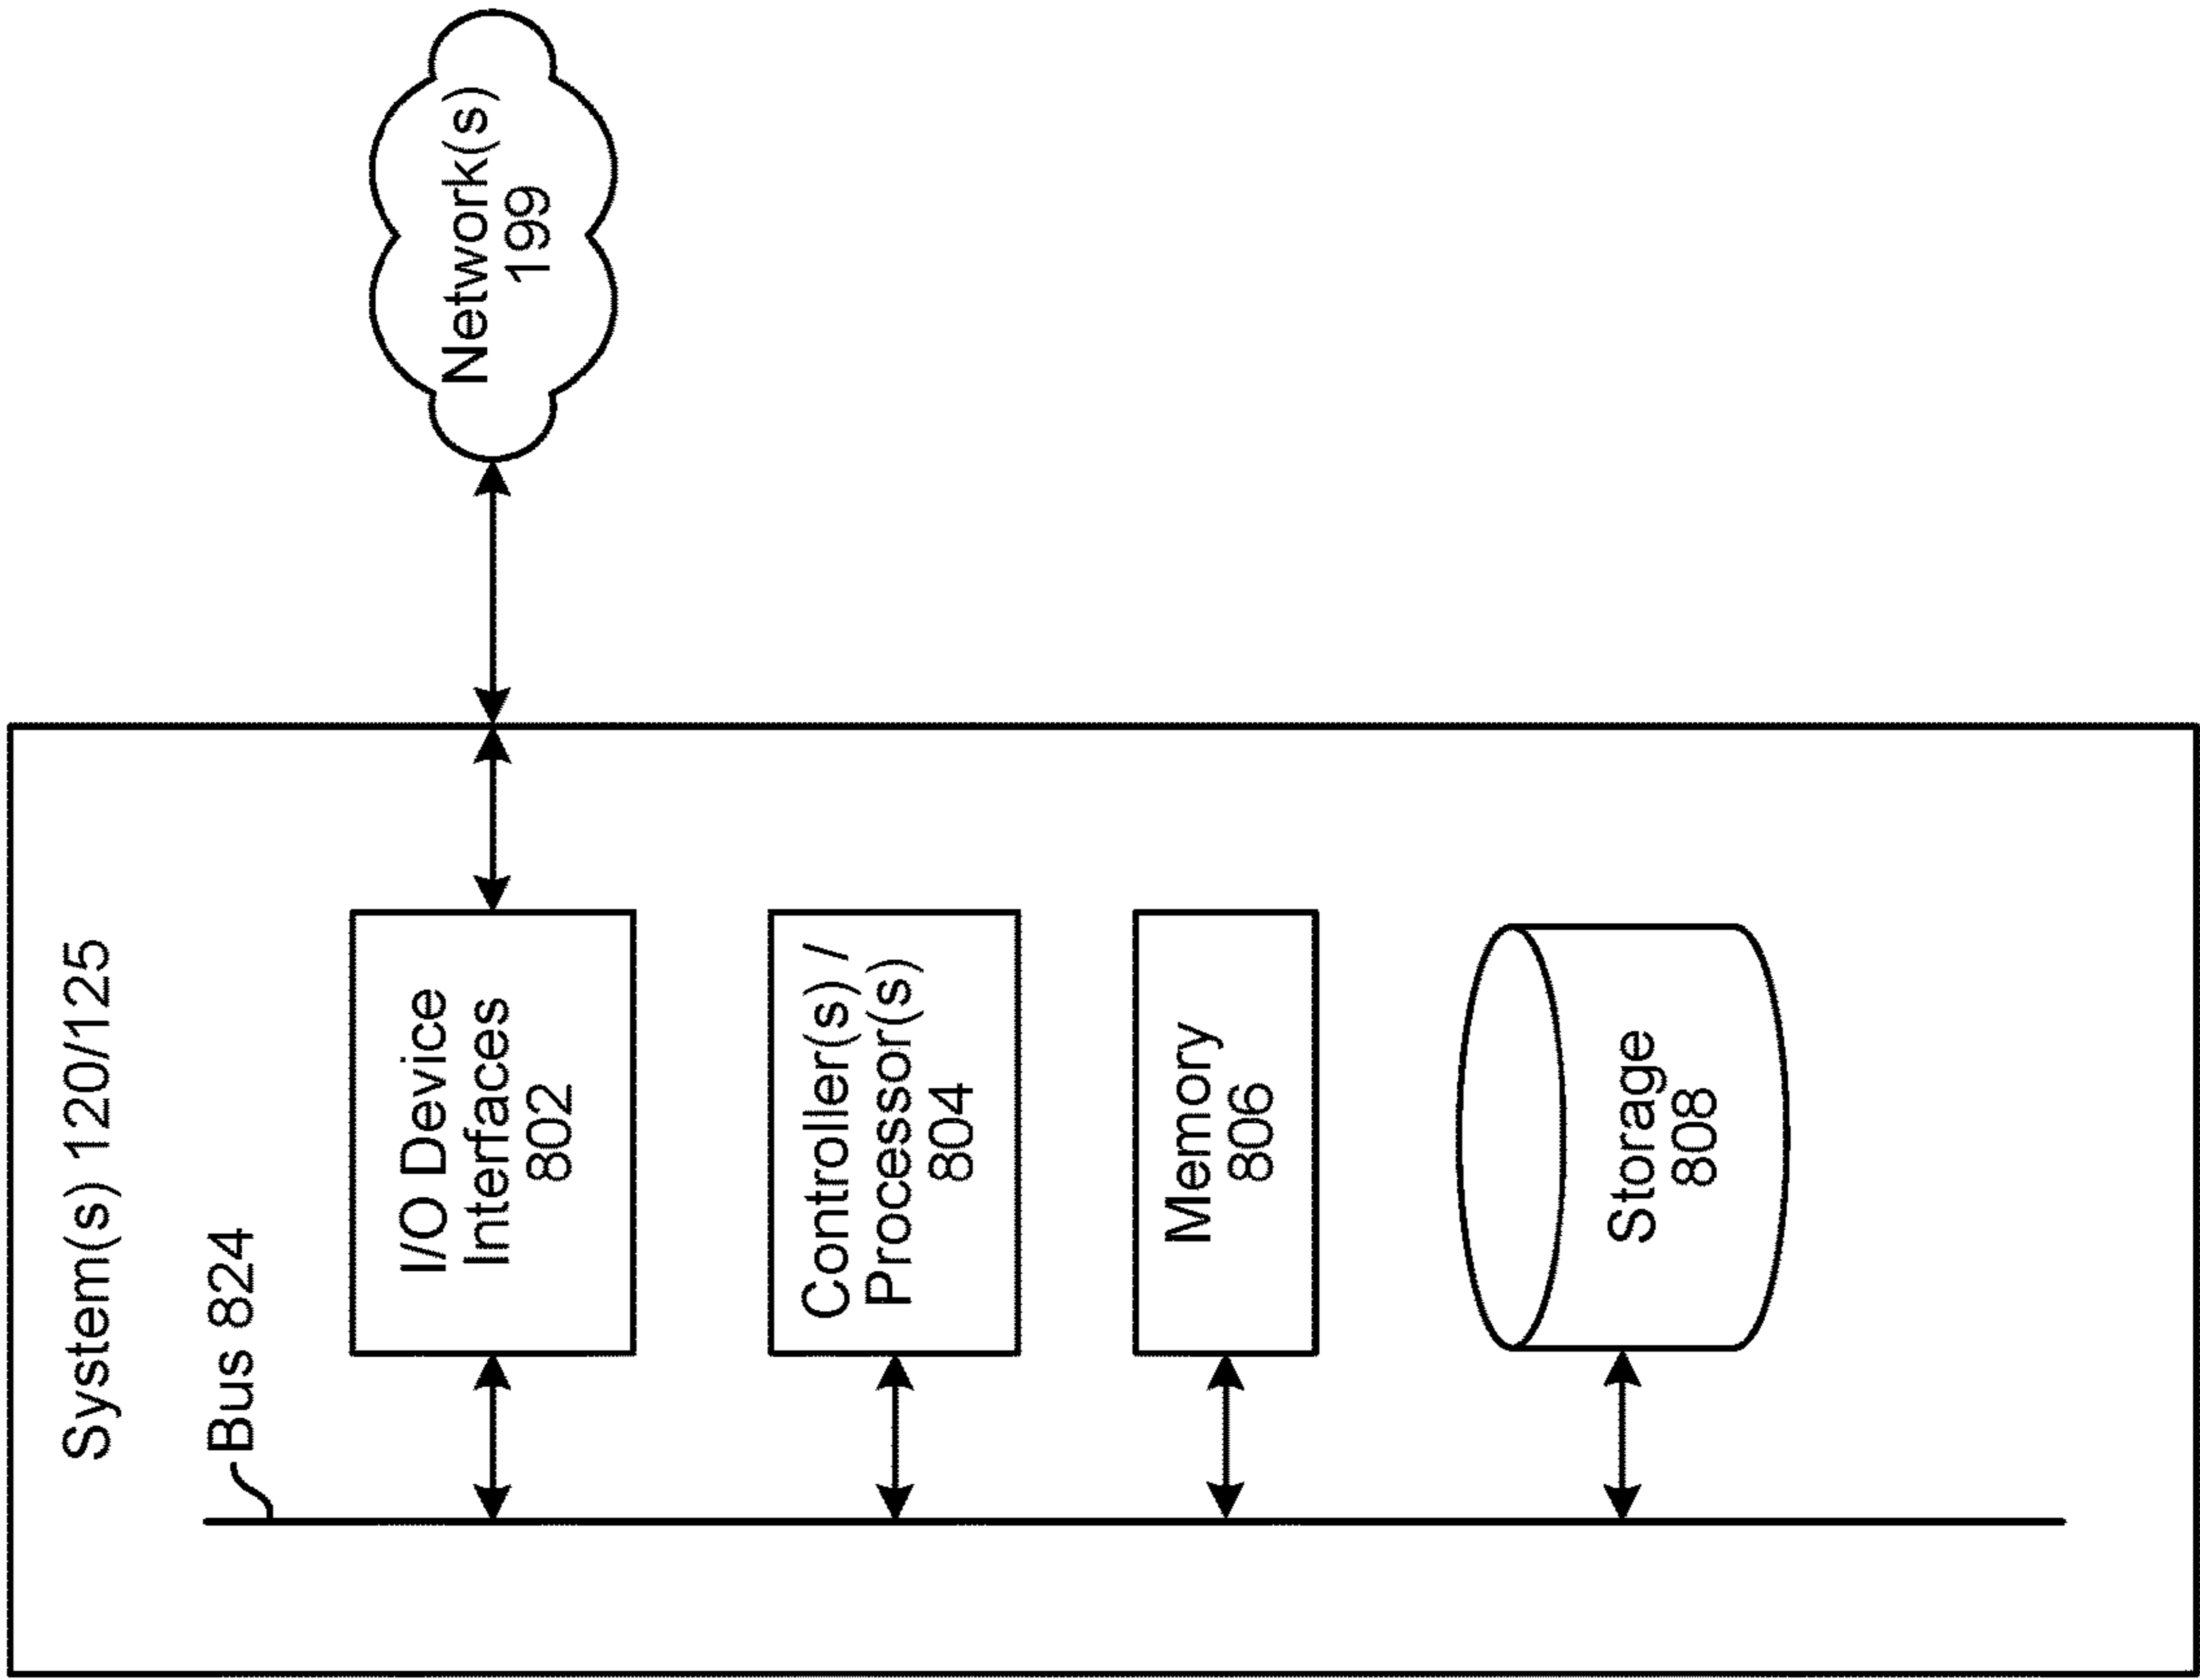 System(s) 120/125
Bus 824
I/O Device
Interfaces
802
Controller(s) /
Processor(s)
804
Memory
806
Storage
808
Network(s)
199